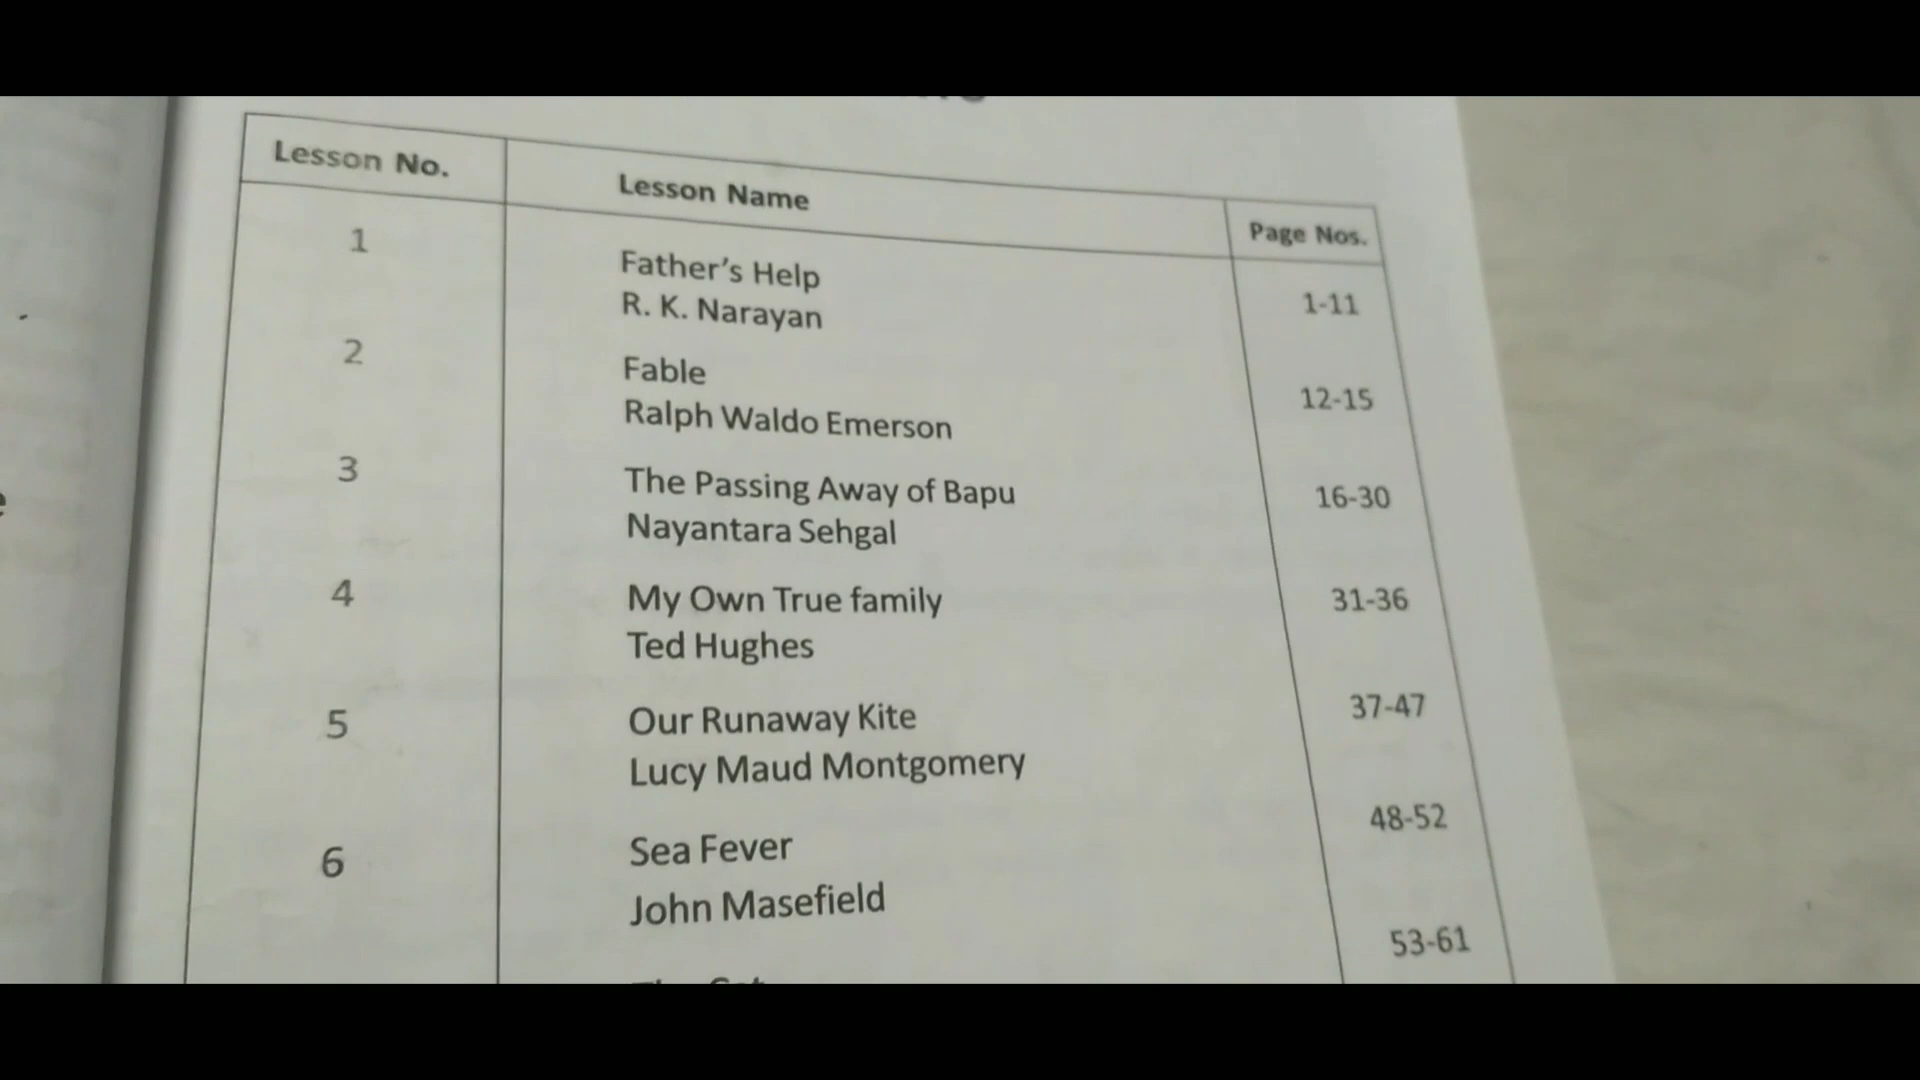 Lesson No. Lesson Name Page Nos.
1 Father's Help 1-11
R. K. Narayan
2 Fable 12-15
Ralph Waldo Emerson
3 The Passing Away of Bapu 16-30
Nayantara Sehgal
4 My Own True family 31-36
Ted Hughes
5 Our Runaway Kite 37-47
Lucy Maud Montgomery
6 Sea Fever 48-52
John Masefield
53-61